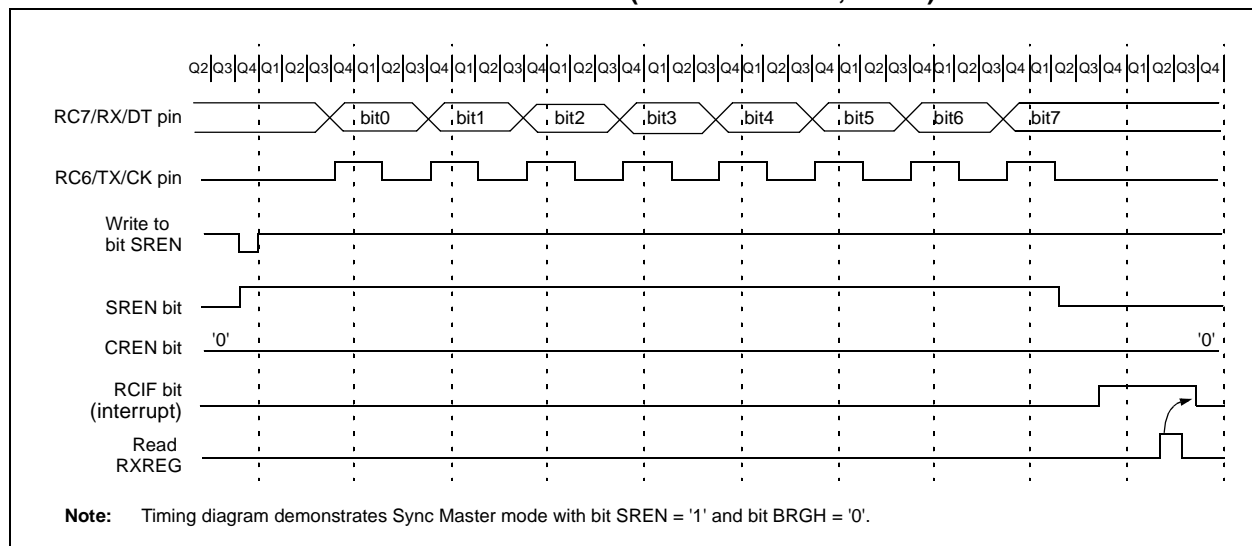 Q2 Q3 Q4 Q1 Q2 Q3 Q4 Q1 Q2 Q3 Q4 Q1 Q2 Q3 Q4 Q1 Q2 Q3 Q4 Q1 Q2 Q3 Q4 Q1 Q2 Q3 Q4 Q1 Q2 Q3 Q4 Q1 Q2 Q3 Q4 Q1 Q2 Q3 Q4 Q1 Q2 Q3 Q4
RC7/RX/DT pin bit0 bit1 bit2 bit3 bit4 bit5 bit6 bit7
RC6/TX/CK pin
Write to
bit SREN
SREN bit
CREN bit '0' '0'
RCIF bit
(interrupt)
Read
RXREG
Note: Timing diagram demonstrates Sync Master mode with bit SREN = '1' and bit BRGH = '0'.